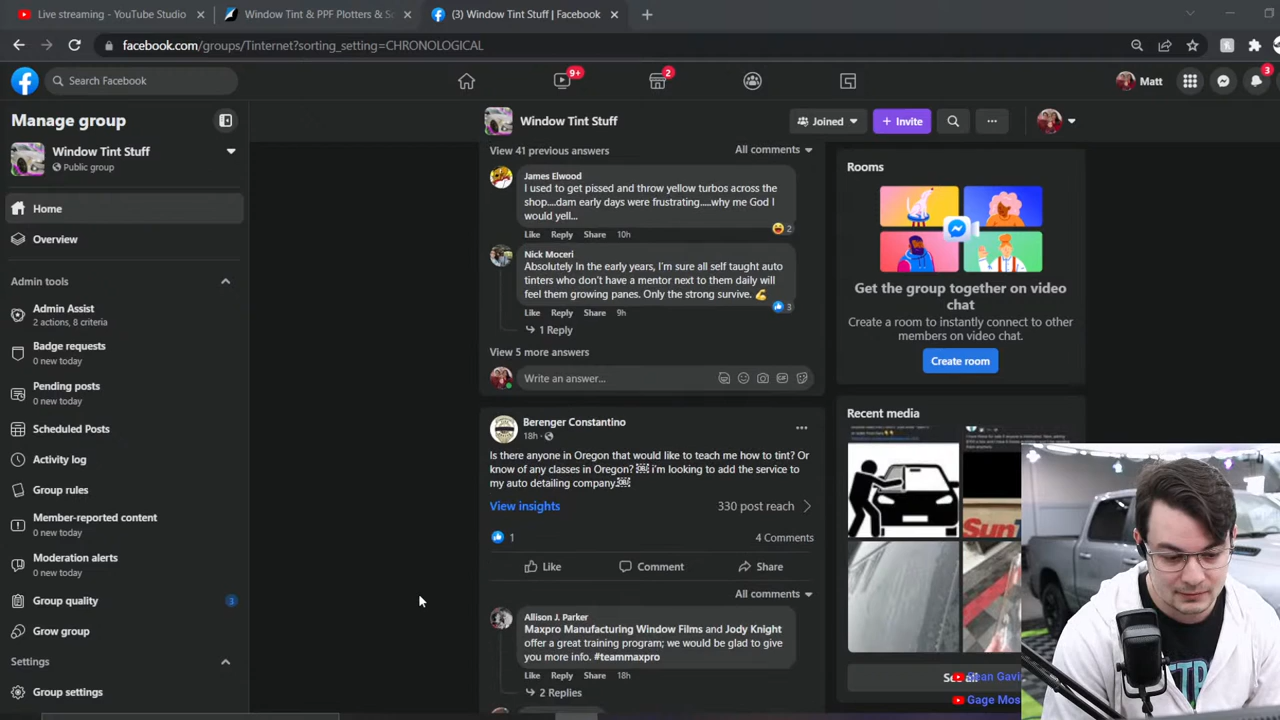 Live streaming - YouTube Studio
Window Tint & PPF Plotters & S
(3) Window Tint Stuff | Facebook
facebook.com/groups/Tinternet?sorting_setting=CHRONOLOGICAL
Search Facebook
9+
2
Matt
3
Manage group
Window Tint Stuff
Public group
Home
Overview
Admin tools
Admin Assist
2 actions, 8 criteria
Badge requests
0 new today
Pending posts
0 new today
Scheduled Posts
Activity log
Group rules
Member-reported content
0 new today
Moderation alerts
0 new today
Group quality
3
Grow group
Settings
Group settings
Window Tint Stuff
Joined
+ Invite
View 41 previous answers
All comments
James Elwood
I used to get pissed and throw yellow turbos across the
shop....dam early days were frustrating.....why me God I
would yell...
2
Like Reply Share 10h
Nick Moceri
Absolutely In the early years, I'm sure all self taught auto
tinters who don't have a mentor next to them daily will
feel them growing panes. Only the strong survive. 💪
3
Like Reply Share 9h
1 Reply
View 5 more answers
Write an answer...
Berenger Constantino
18h
Is there anyone in Oregon that would like to teach me how to tint? Or
know of any classes in Oregon? i'm looking to add the service to
my auto detailing company.
View insights
330 post reach
1
4 Comments
Like
Comment
Share
All comments
Allison J. Parker
Maxpro Manufacturing Window Films and Jody Knight
offer a great training program; we would be glad to give
you more info. #teammaxpro
Like Reply Share 18h
2 Replies
Rooms
Get the group together on video
chat
Create a room to instantly connect to other
members on video chat.
Create room
Recent media
SunT
Gage Mos